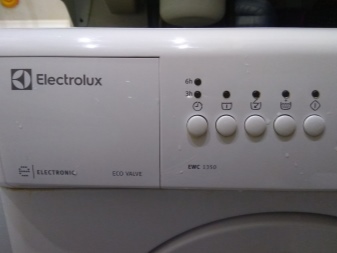 Electrolux
6h
3h
ELECTRONIC
ECO VALVE
EWC 1350